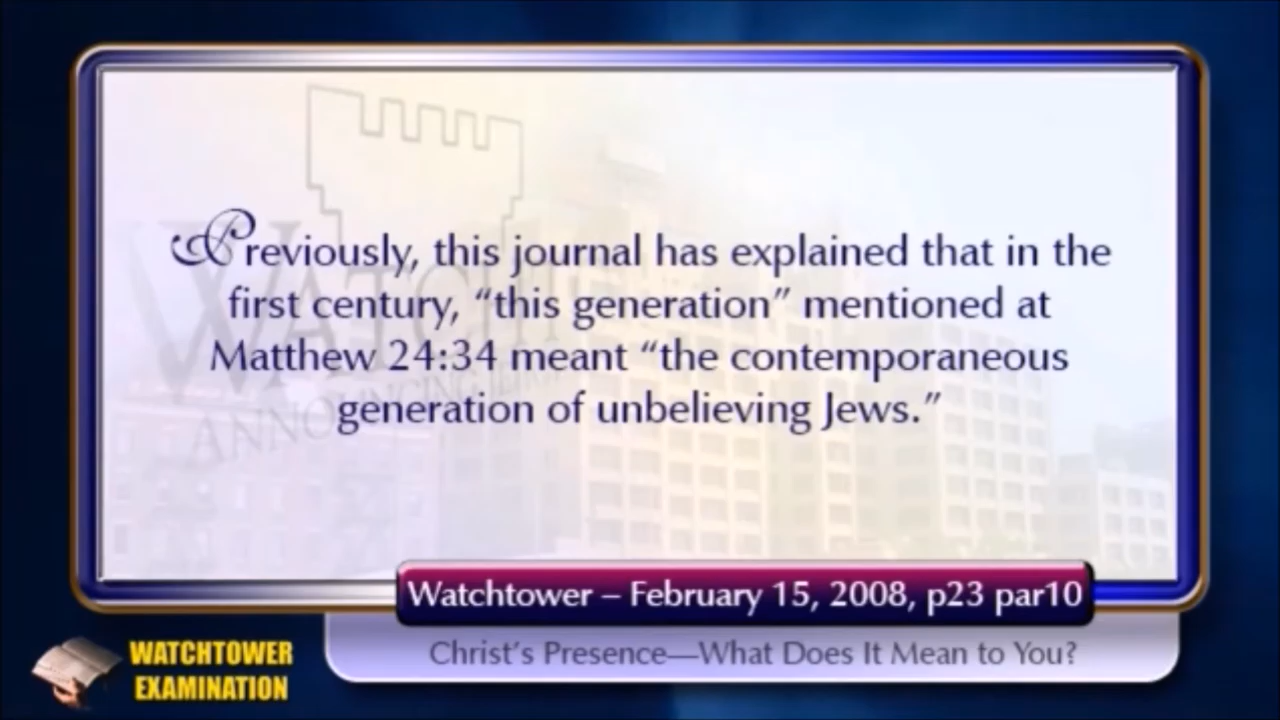 Previously, this journal has explained that in the
first century, “this generation” mentioned at
Matthew 24:34 meant “the contemporaneous
generation of unbelieving Jews.”
WATCH
ANNOUNCING
Watchtower – February 15, 2008, p23 par10
Christ’s Presence—What Does It Mean to You?
WATCHTOWER
EXAMINATION